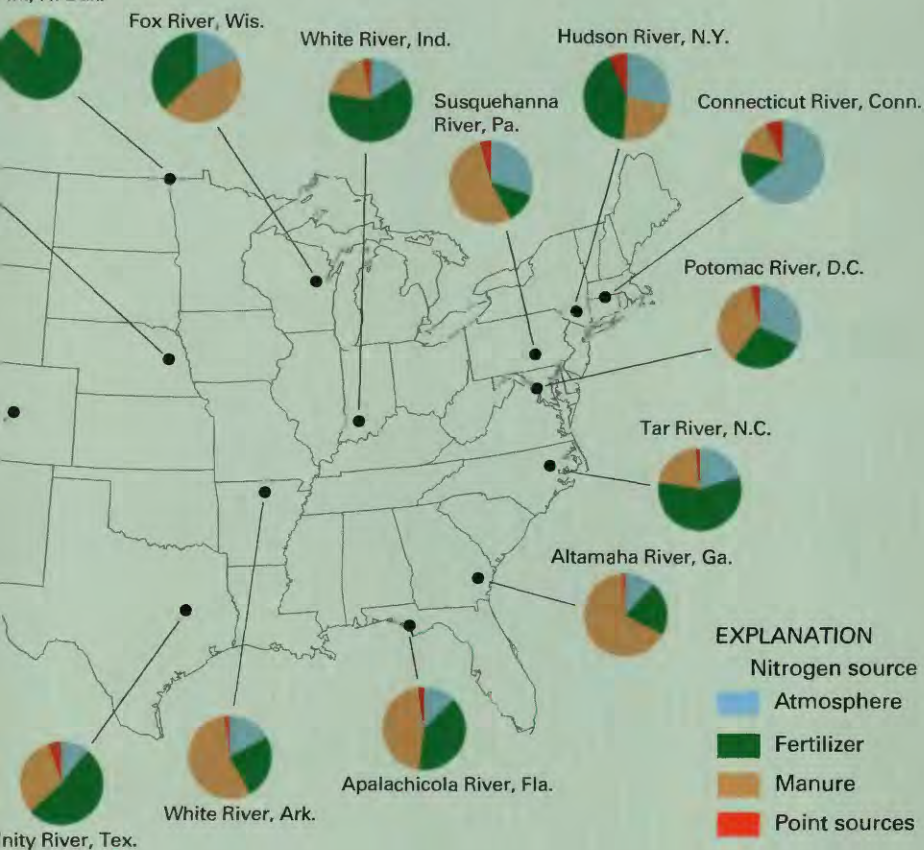 Fox River, Wis.
White River, Ind.
Hudson River, N.Y.
Susquehanna
River, Pa.
Connecticut River, Conn.
Potomac River, D.C.
Tar River, N.C.
Altamaha River, Ga.
EXPLANATION
Nitrogen source
Atmosphere
Fertilizer
Manure
Point sources
Apalachicola River, Fla.
White River, Ark.
nity River, Tex.